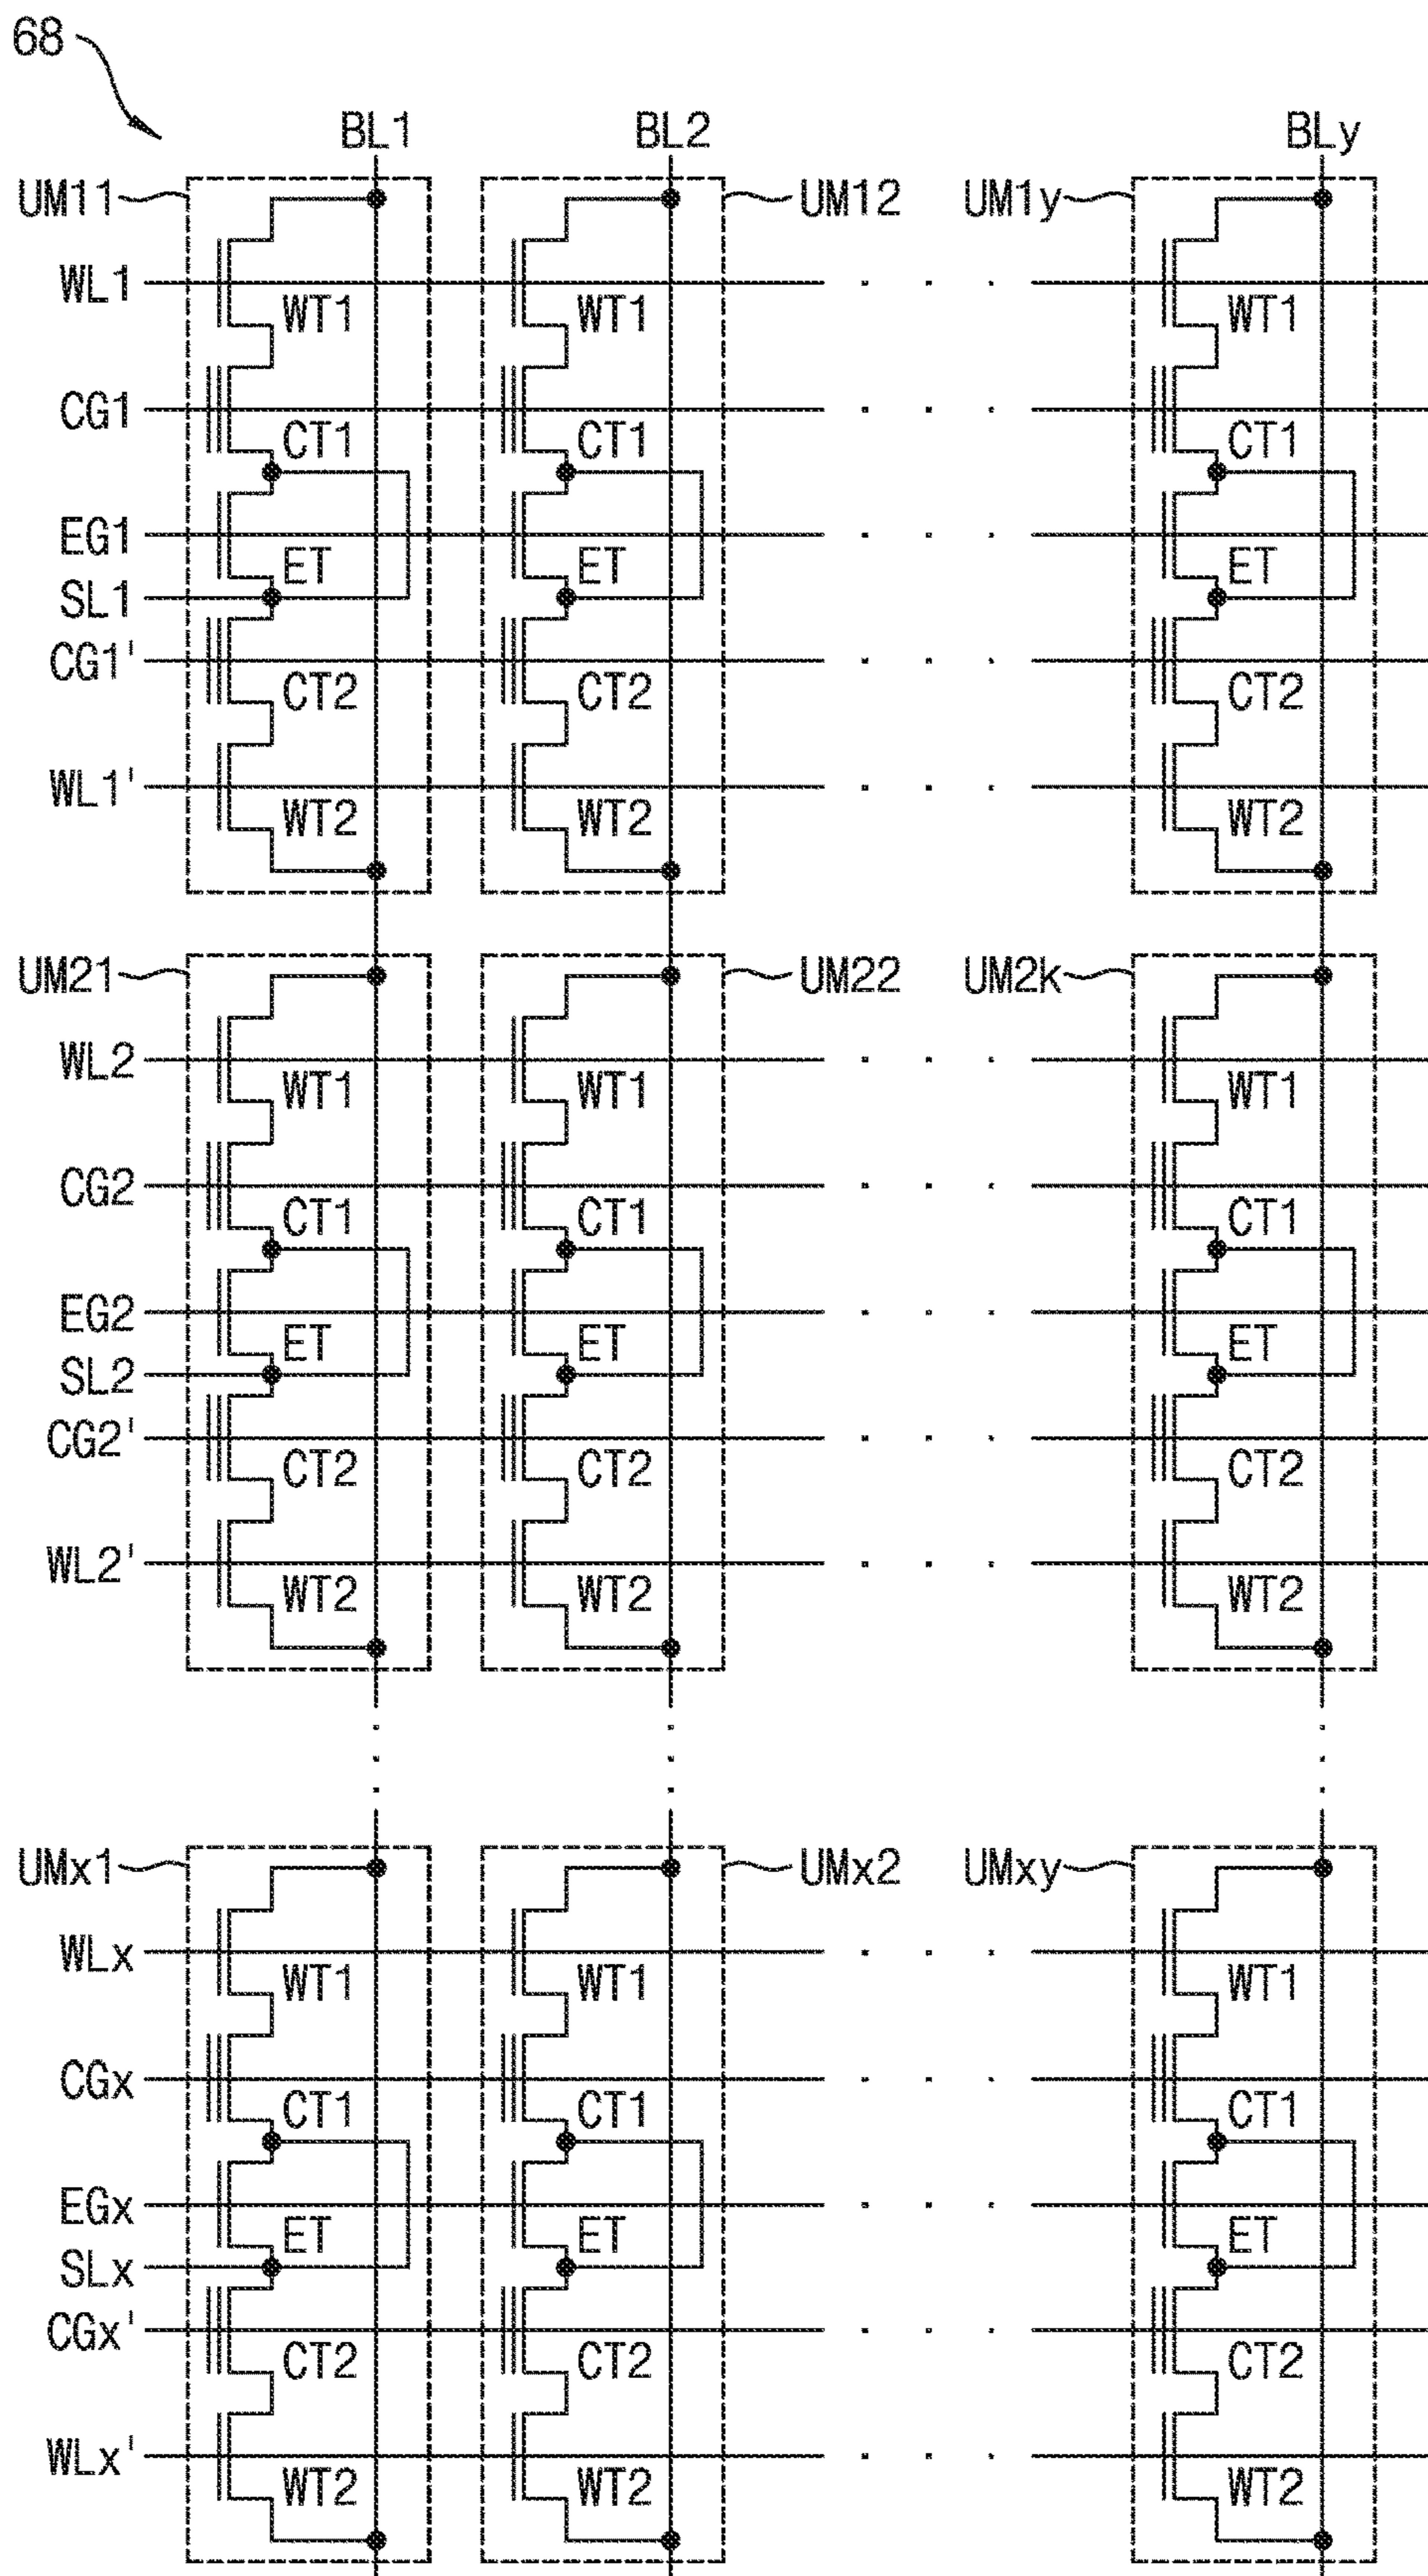 68
BL1 BL2 BLy
UM11 UM12 UM1y
WL1
WT1 WT1 WT1
CG1
CT1 CT1 CT1
EG1
ET ET ET
SL1
CG1'
CT2 CT2 CT2
WL1'
WT2 WT2 WT2
UM21 UM22 UM2k
WL2
WT1 WT1 WT1
CG2
CT1 CT1 CT1
EG2
ET ET ET
SL2
CG2'
CT2 CT2 CT2
WL2'
WT2 WT2 WT2
UMx1 UMx2 UMxy
WLx
WT1 WT1 WT1
CGx
CT1 CT1 CT1
EGx
ET ET ET
SLx
CGx'
CT2 CT2 CT2
WLx'
WT2 WT2 WT2